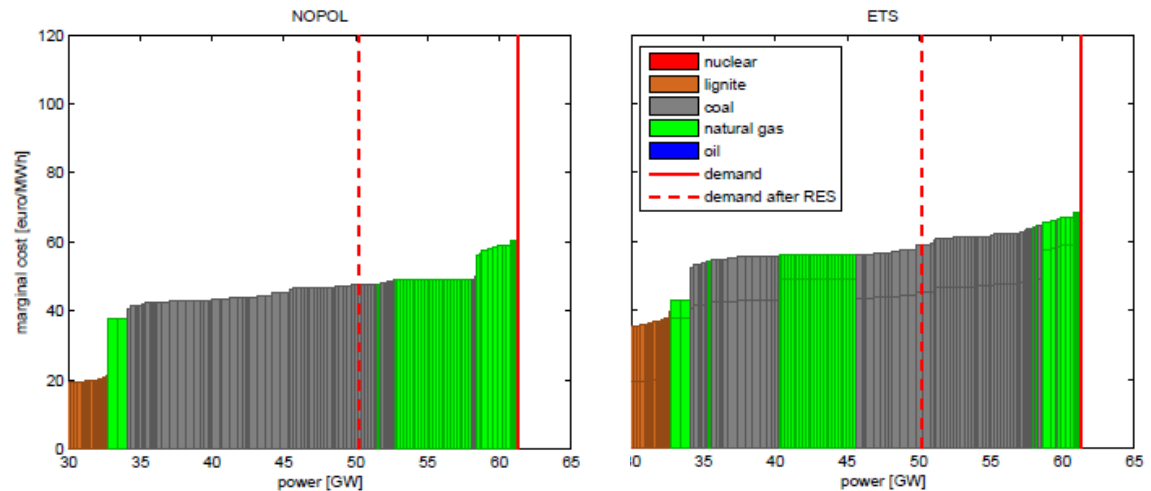 NOPOL
120
100
80
60
40
20
0
marginal cost [euro/MWh]
30 35 40 45 50 55 60 65
power [GW]
ETS
nuclear
lignite
coal
natural gas
oil
demand
demand after RES
30 35 40 45 50 55 60 65
power [GW]